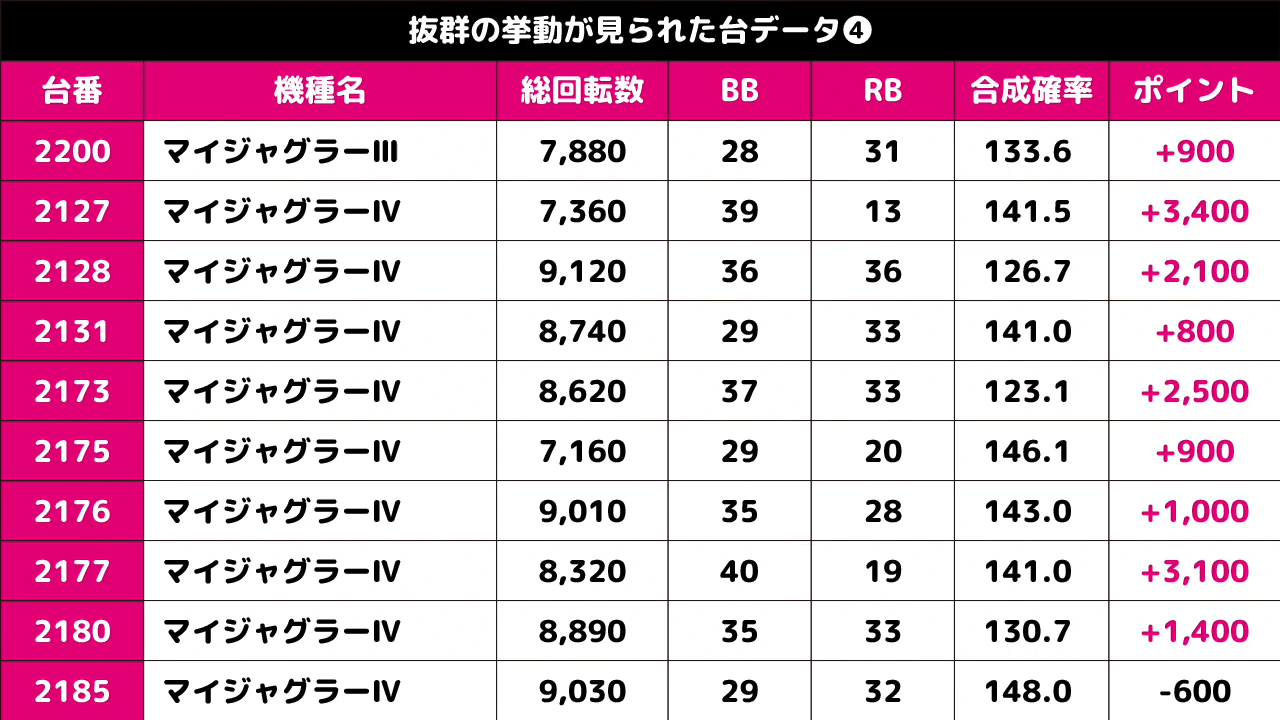 抜群の挙動が見られた台データ❹
台番 機種名 総回転数 BB RB 合成確率 ポイント
2200 マイジャグラーIII 7,880 28 31 133.6 +900
2127 マイジャグラーIV 7,360 39 13 141.5 +3,400
2128 マイジャグラーIV 9,120 36 36 126.7 +2,100
2131 マイジャグラーIV 8,740 29 33 141.0 +800
2173 マイジャグラーIV 8,620 37 33 123.1 +2,500
2175 マイジャグラーIV 7,160 29 20 146.1 +900
2176 マイジャグラーIV 9,010 35 28 143.0 +1,000
2177 マイジャグラーIV 8,320 40 19 141.0 +3,100
2180 マイジャグラーIV 8,890 35 33 130.7 +1,400
2185 マイジャグラーIV 9,030 29 32 148.0 -600